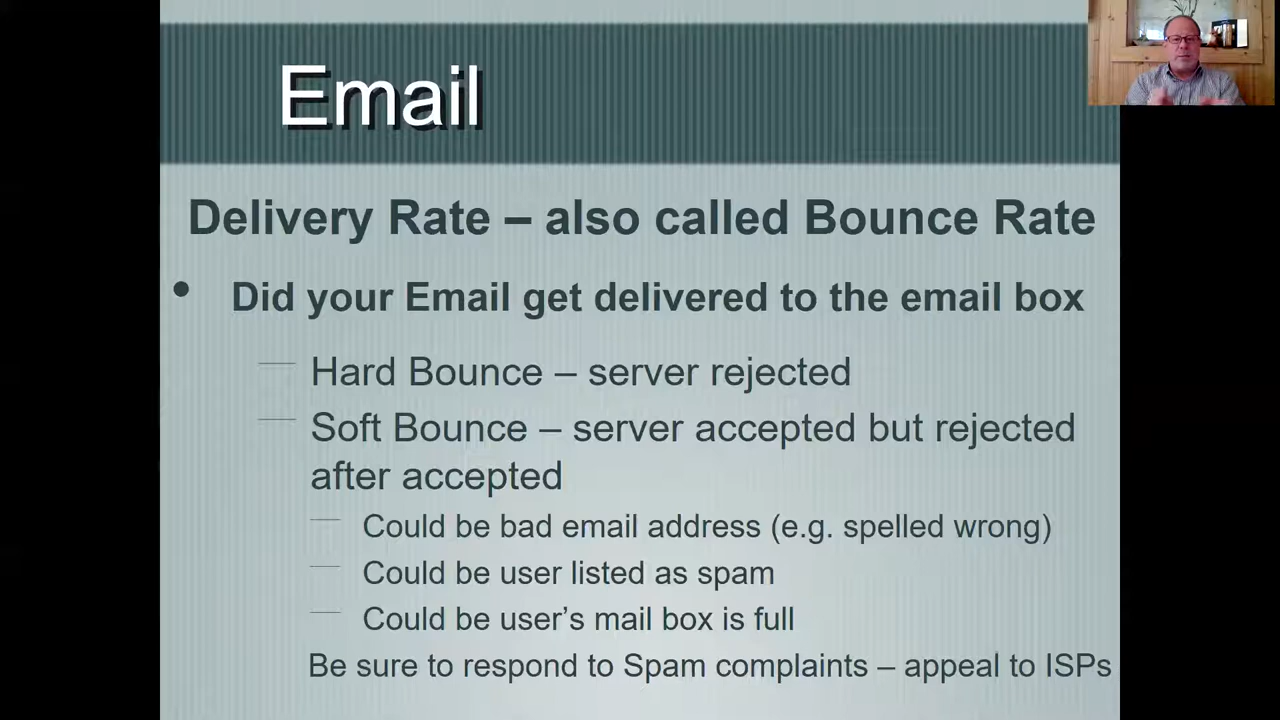 Email
Delivery Rate – also called Bounce Rate
• Did your Email get delivered to the email box
— Hard Bounce – server rejected
— Soft Bounce – server accepted but rejected
after accepted
— Could be bad email address (e.g. spelled wrong)
— Could be user listed as spam
— Could be user’s mail box is full
Be sure to respond to Spam complaints – appeal to ISPs